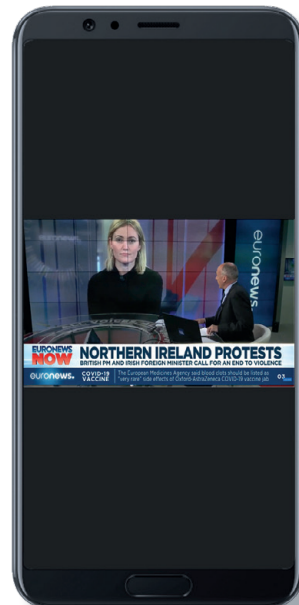 euronews.
EURONEWS
NOW
NORTHERN IRELAND PROTESTS
BRITISH PM AND IRISH FOREIGN MINISTER CALL FOR AN END TO VIOLENCE
euronews.
COVID-19
VACCINE
The European Medicines Agency said blood clots should be listed as
"very rare" side effects of Oxford-AstraZeneca COVID-19 vaccine jab